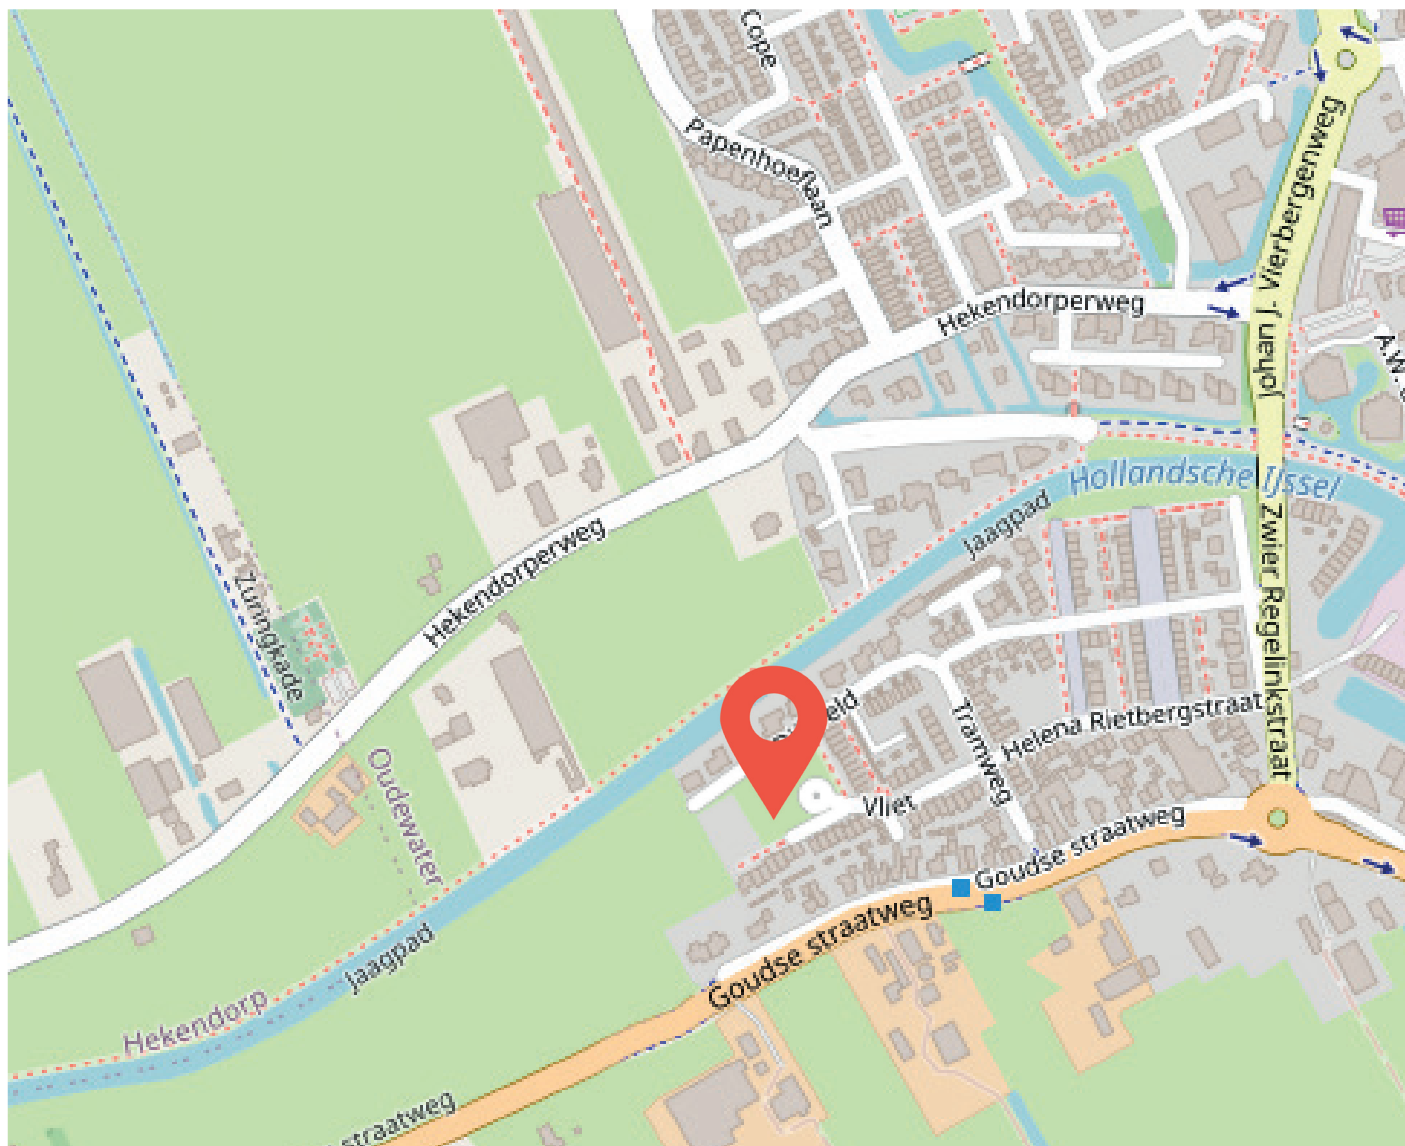 Cope
Papenhoeflaan
Johan J. Vierbergenweg
Hekendorperweg
A.W.
Hollandsche IJssel
Jaagpad
Zwier Regelinkstraat
Hekendorperweg
Zuringkade
eld
Tramweg
Helena Rietbergstraat
Oudewater
Vliet
Goudse straatweg
Goudse straatweg
Jaagpad
Hekendorp
straatweg